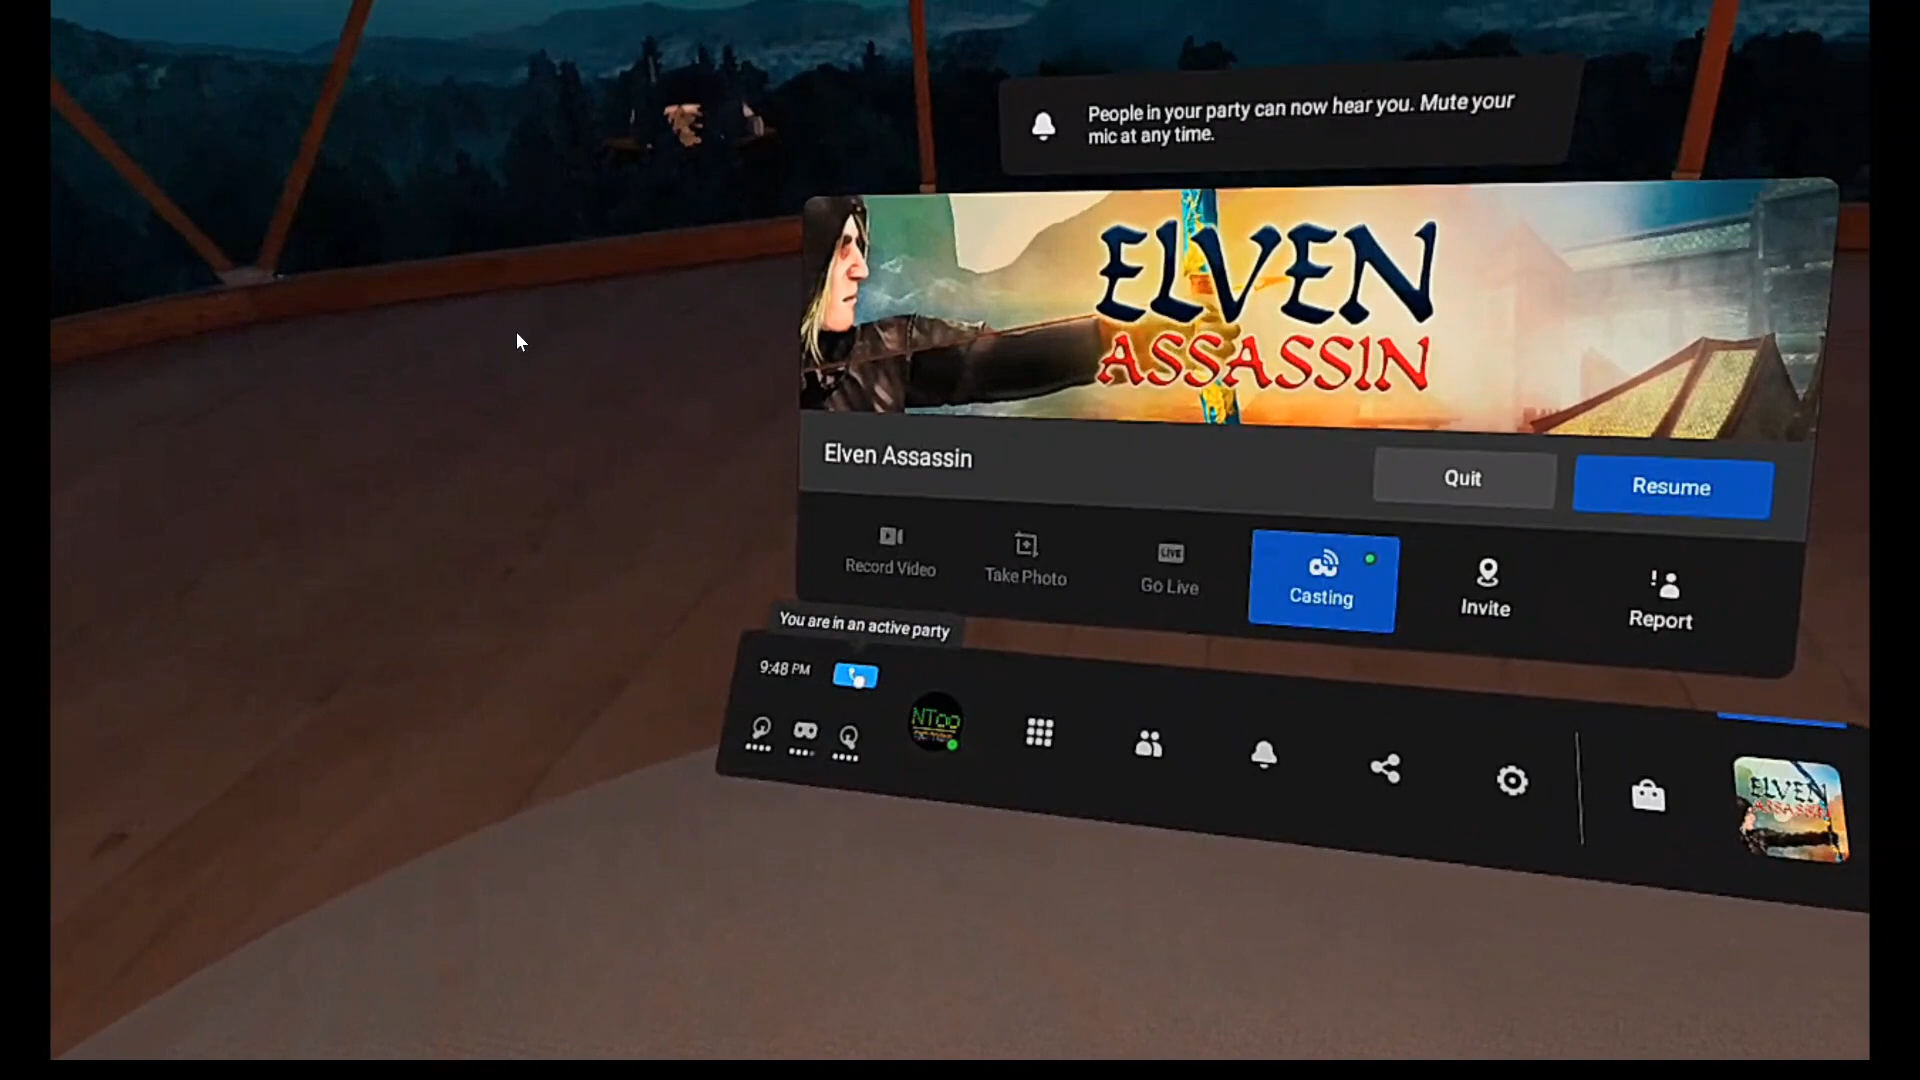 People in your party can now hear you. Mute your
mic at any time.
ELVEN
ASSASSIN
Elven Assassin
Quit
Resume
Record Video
Take Photo
LIVE
Go Live
Casting
Invite
Report
You are in an active party
9:48 PM
NToo
ELVEN
ASSASSIN